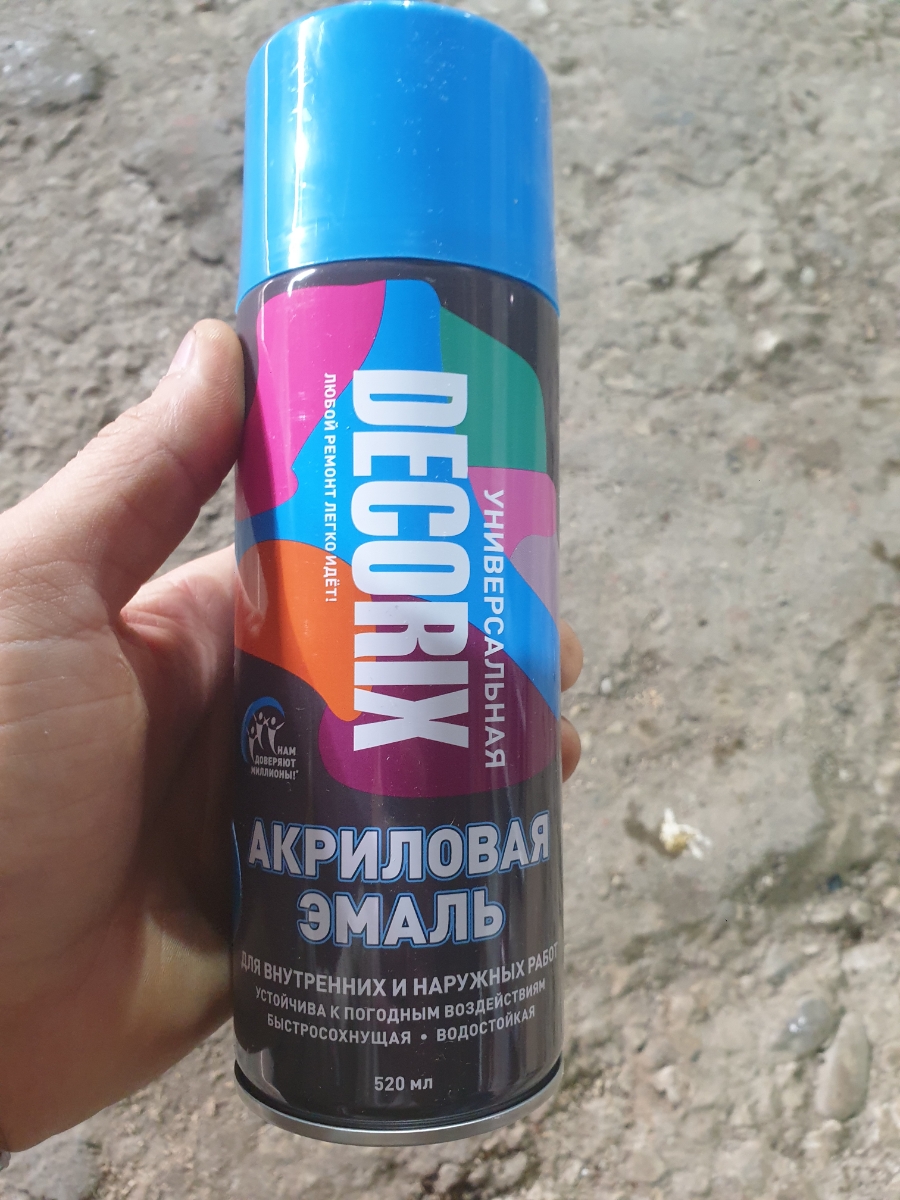 УНИВЕРСАЛЬНАЯ
DECORIX
ЛЮБОЙ РЕМОНТ ЛЕГКО ИДЁТ!
НАМ
ДОВЕРЯЮТ
МИЛЛИОНЫ!*
АКРИЛОВАЯ
ЭМАЛЬ
ДЛЯ ВНУТРЕННИХ И НАРУЖНЫХ РАБОТ
УСТОЙЧИВА К ПОГОДНЫМ ВОЗДЕЙСТВИЯМ
БЫСТРОСОХНУЩАЯ • ВОДОСТОЙКАЯ
520 мл